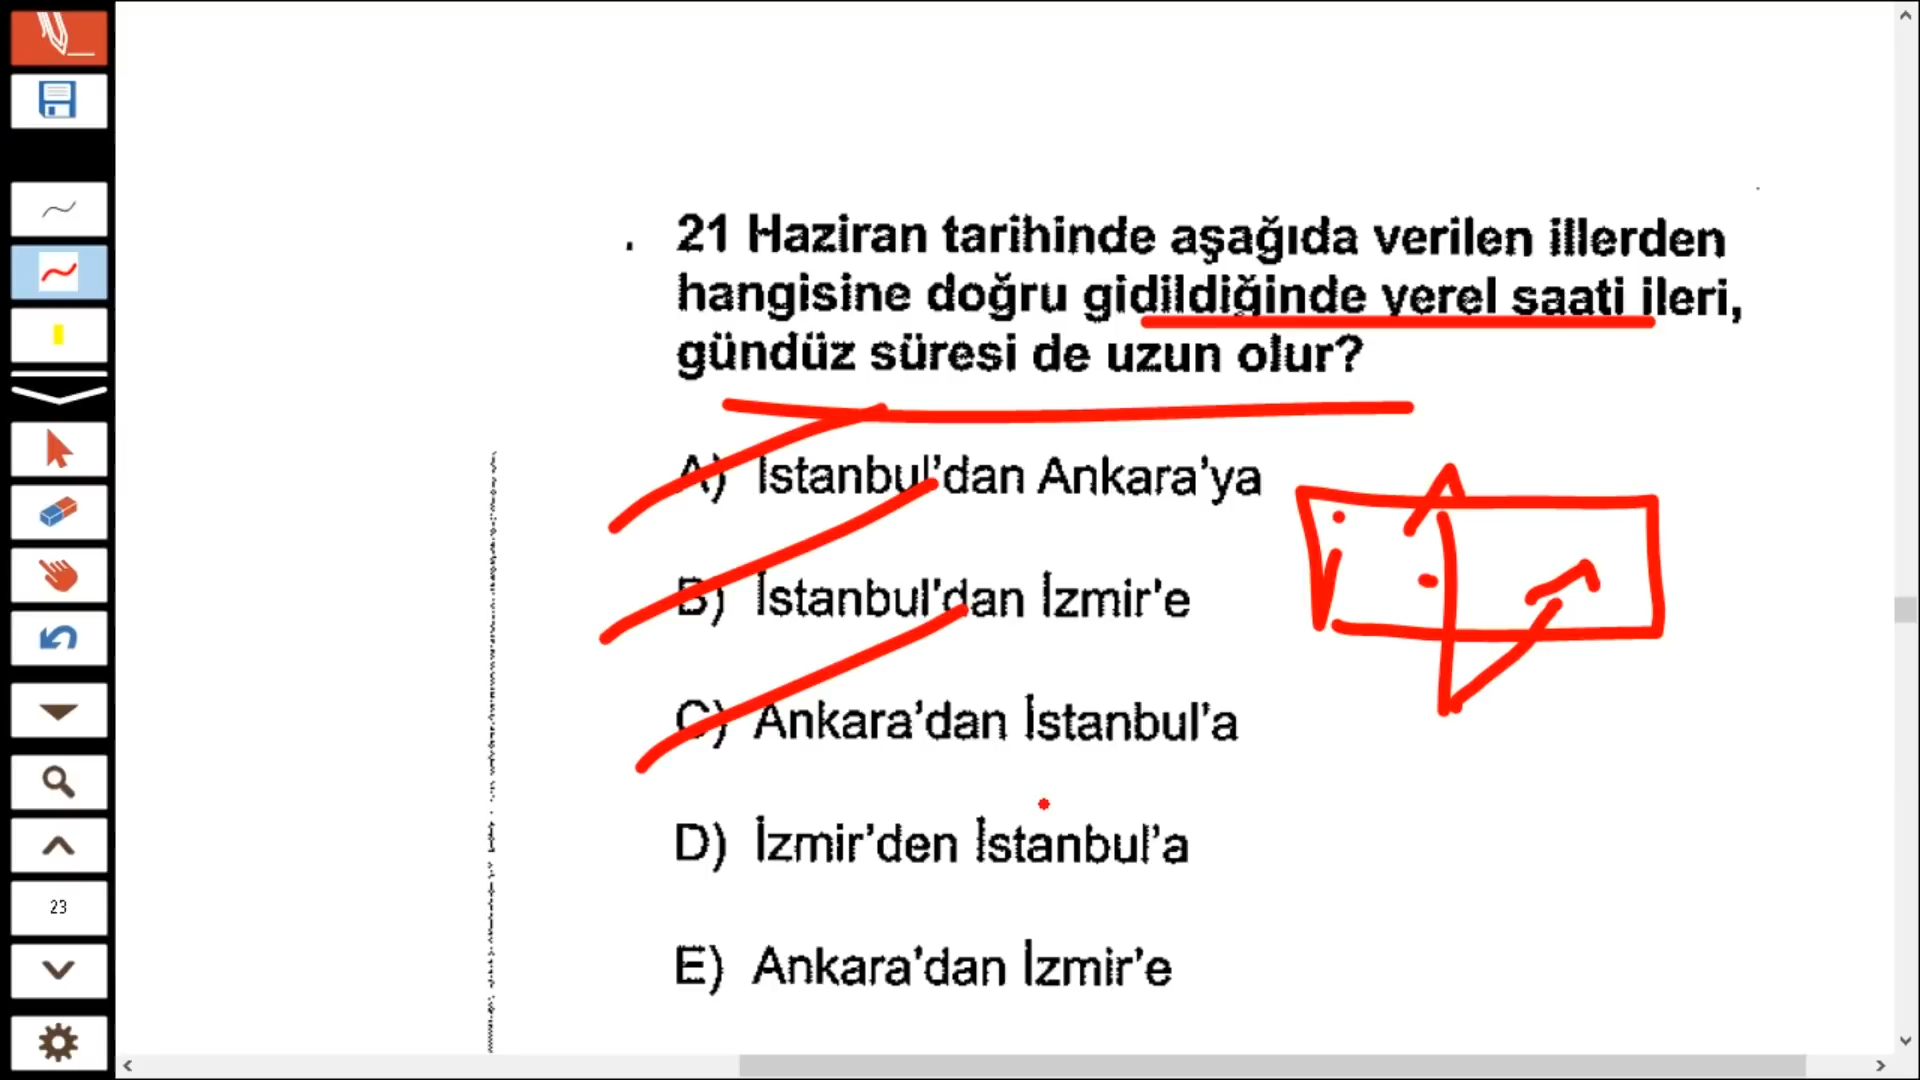 21 Haziran tarihinde aşağıda verilen illerden
hangisine doğru gidildiğinde yerel saati ileri,
gündüz süresi de uzun olur?
A) İstanbul'dan Ankara'ya
B) İstanbul'dan İzmir'e
C) Ankara'dan İstanbul'a
D) İzmir'den İstanbul'a
E) Ankara'dan İzmir'e
23